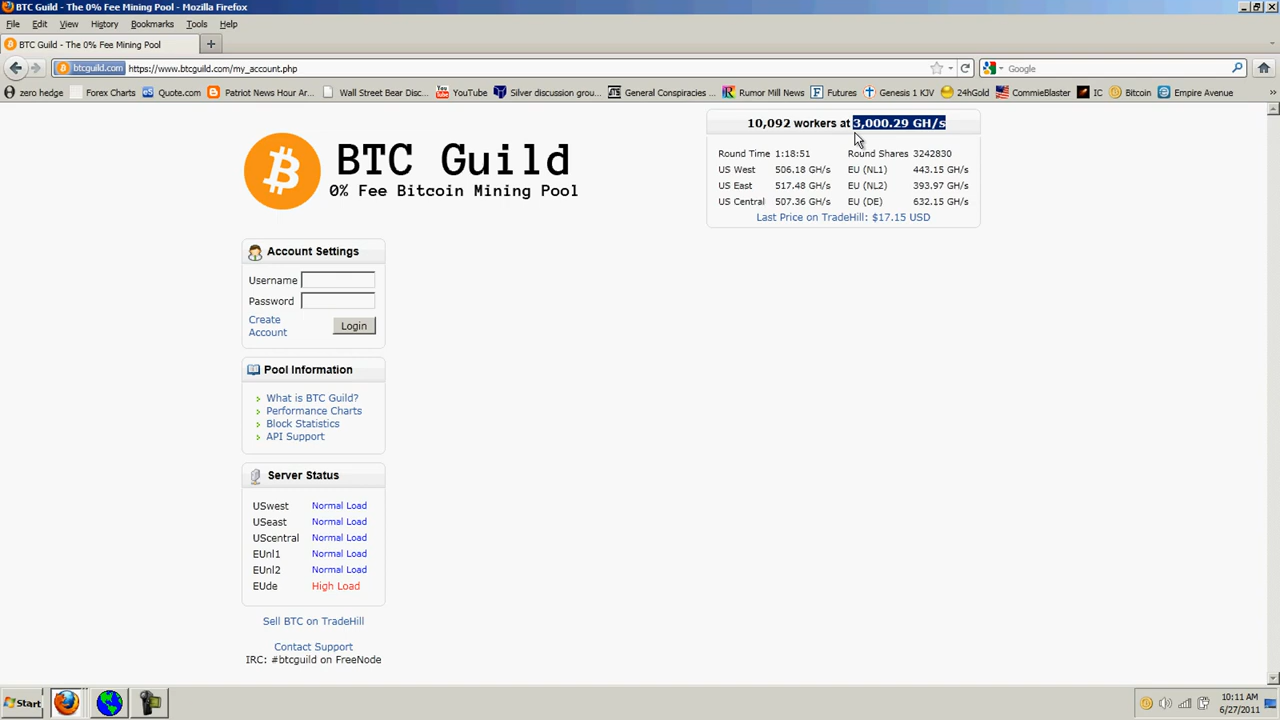 BTC Guild - The 0% Fee Mining Pool - Mozilla Firefox
File Edit View History Bookmarks Tools Help
BTC Guild - The 0% Fee Mining Pool
btcguild.com https://www.btcguild.com/my_account.php Google
zero hedge Forex Charts Quote.com Patriot News Hour Ar... Wall Street Bear Disc... YouTube Silver discussion grou... General Conspiracies ... Rumor Mill News Futures Genesis 1 KJV 24hGold CommieBlaster IC Bitcoin Empire Avenue
10,092 workers at 3,000.29 GH/s
Round Time 1:18:51 Round Shares 3242830
US West 506.18 GH/s EU (NL1) 443.15 GH/s
US East 517.48 GH/s EU (NL2) 393.97 GH/s
US Central 507.36 GH/s EU (DE) 632.15 GH/s
Last Price on TradeHill: $17.15 USD
BTC Guild
0% Fee Bitcoin Mining Pool
Account Settings
Username
Password
Create Account
Login
Pool Information
What is BTC Guild?
Performance Charts
Block Statistics
API Support
Server Status
USwest Normal Load
USeast Normal Load
UScentral Normal Load
EUnl1 Normal Load
EUnl2 Normal Load
EUde High Load
Sell BTC on TradeHill
Contact Support
IRC: #btcguild on FreeNode
Start
10:11 AM
6/27/2011